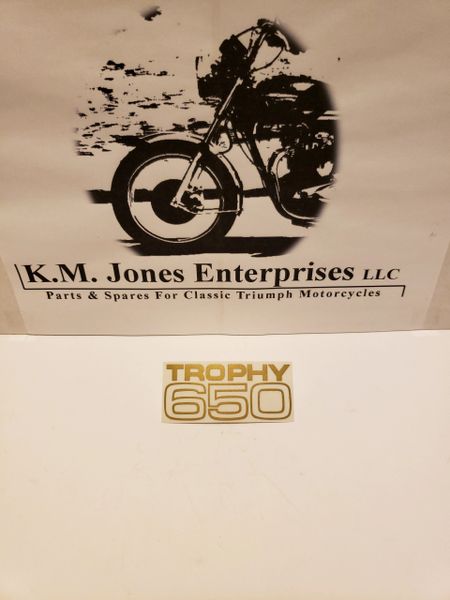 K.M. Jones Enterprises LLC
Parts & Spares For Classic Triumph Motorcycles
TROPHY
650